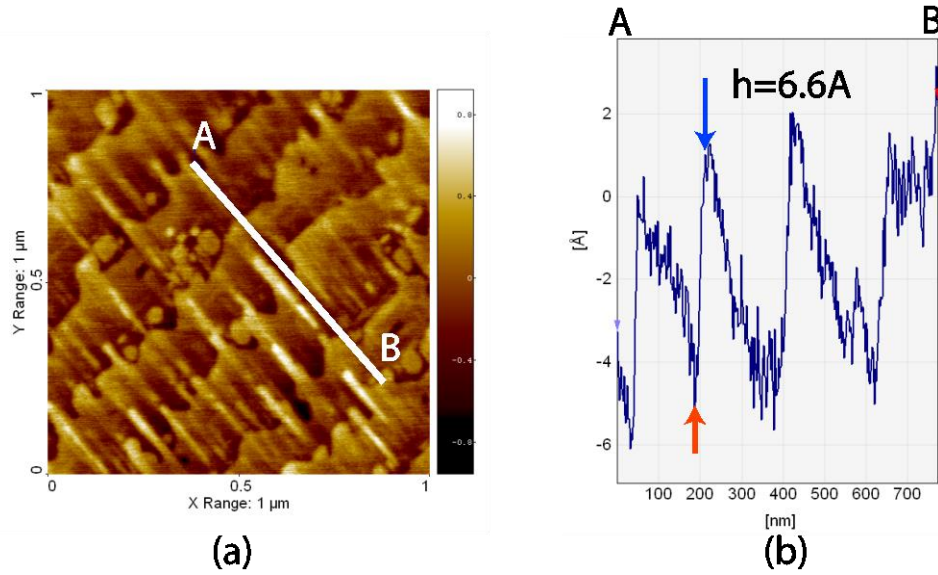 A
B
1
0.5
0
Y Range: 1 µm
0
0.5
1
X Range: 1 µm
A
B
0.8
0.4
0
-0.4
-0.8
(a)
A
B
h=6.6A
2
0
-2
-4
-6
[Å]
100 200 300 400 500 600 700
[nm]
(b)